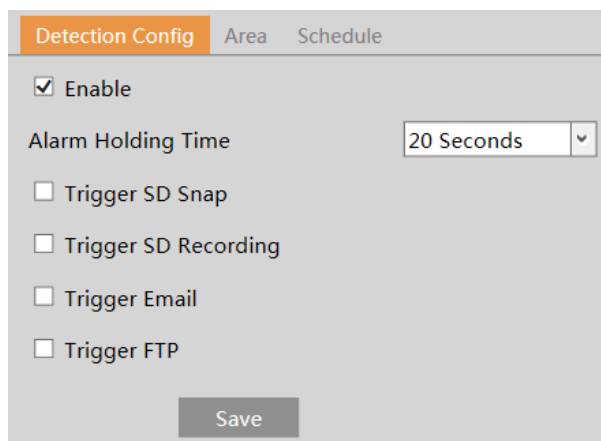 Detection Config Area Schedule
Enable
Alarm Holding Time 20 Seconds
Trigger SD Snap
Trigger SD Recording
Trigger Email
Trigger FTP
Save